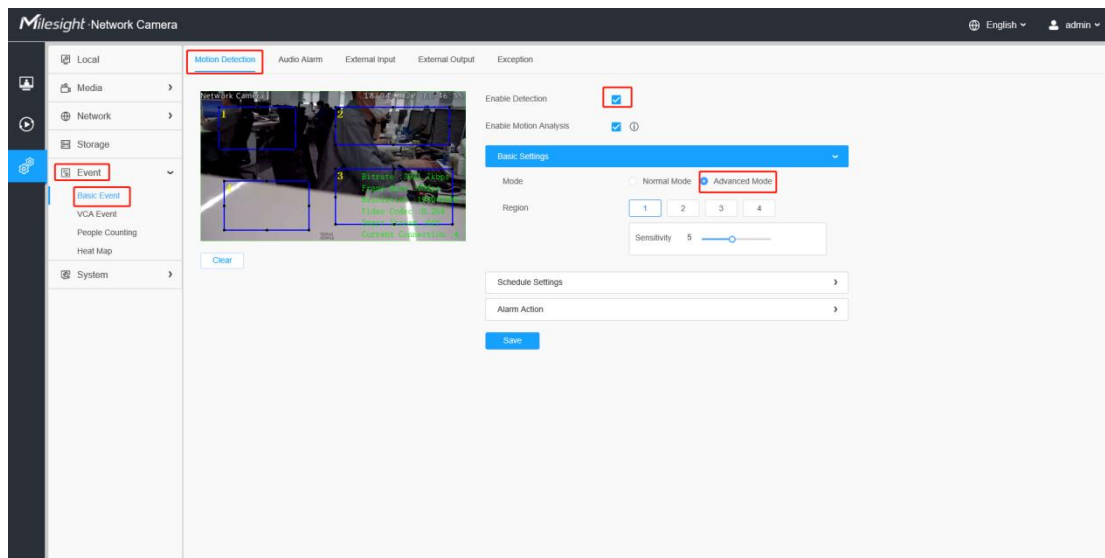 Milesight · Network Camera
English
admin
Local
Media
Network
Storage
Event
Basic Event
VCA Event
People Counting
Heat Map
System
Motion Detection Audio Alarm External Input External Output Exception
Network Camera
1 2
3
Clear
Enable Detection
Enable Motion Analysis
Basic Settings
Mode Normal Mode Advanced Mode
Region 1 2 3 4
Sensitivity 5
Schedule Settings
Alarm Action
Save